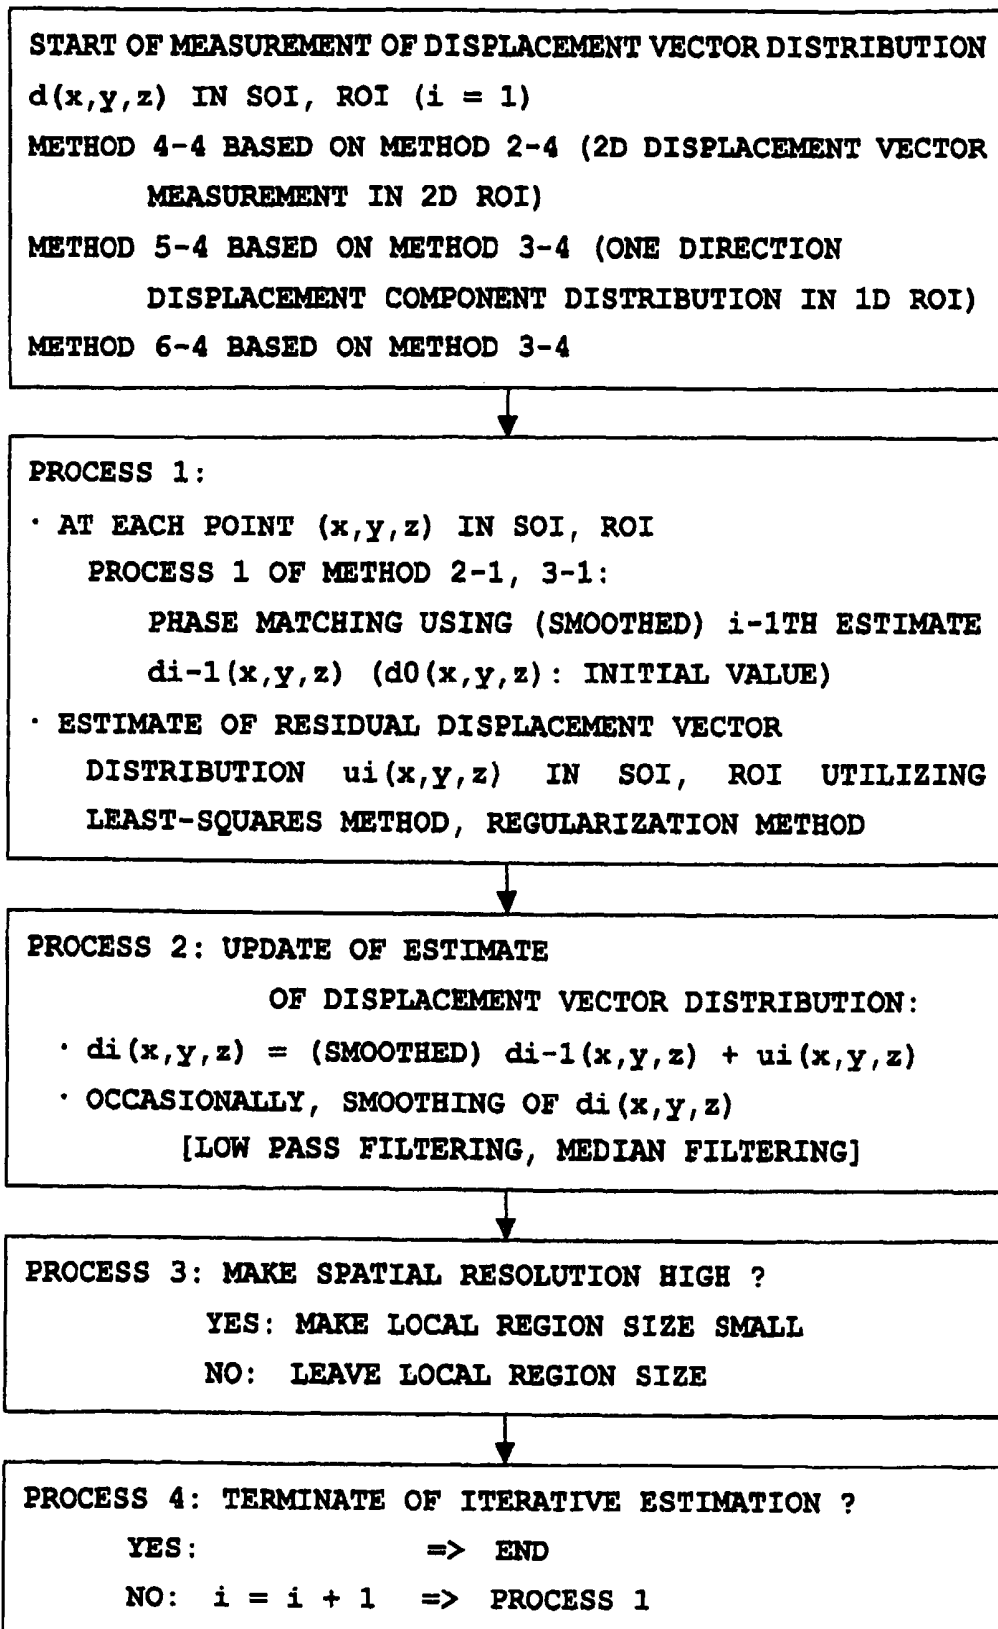 START OF MEASUREMENT OF DISPLACEMENT VECTOR DISTRIBUTION
d(x,y,z) IN SOI, ROI (i = 1)
METHOD 4-4 BASED ON METHOD 2-4 (2D DISPLACEMENT VECTOR
MEASUREMENT IN 2D ROI)
METHOD 5-4 BASED ON METHOD 3-4 (ONE DIRECTION
DISPLACEMENT COMPONENT DISTRIBUTION IN 1D ROI)
METHOD 6-4 BASED ON METHOD 3-4
PROCESS 1:
· AT EACH POINT (x,y,z) IN SOI, ROI
PROCESS 1 OF METHOD 2-1, 3-1:
PHASE MATCHING USING (SMOOTHED) i-1TH ESTIMATE
di-1(x,y,z) (d0(x,y,z): INITIAL VALUE)
· ESTIMATE OF RESIDUAL DISPLACEMENT VECTOR
DISTRIBUTION ui(x,y,z) IN SOI, ROI UTILIZING
LEAST-SQUARES METHOD, REGULARIZATION METHOD
PROCESS 2: UPDATE OF ESTIMATE
OF DISPLACEMENT VECTOR DISTRIBUTION:
· di(x,y,z) = (SMOOTHED) di-1(x,y,z) + ui(x,y,z)
· OCCASIONALLY, SMOOTHING OF di(x,y,z)
[LOW PASS FILTERING, MEDIAN FILTERING]
PROCESS 3: MAKE SPATIAL RESOLUTION HIGH ?
YES: MAKE LOCAL REGION SIZE SMALL
NO: LEAVE LOCAL REGION SIZE
PROCESS 4: TERMINATE OF ITERATIVE ESTIMATION ?
YES: => END
NO: i = i + 1 => PROCESS 1